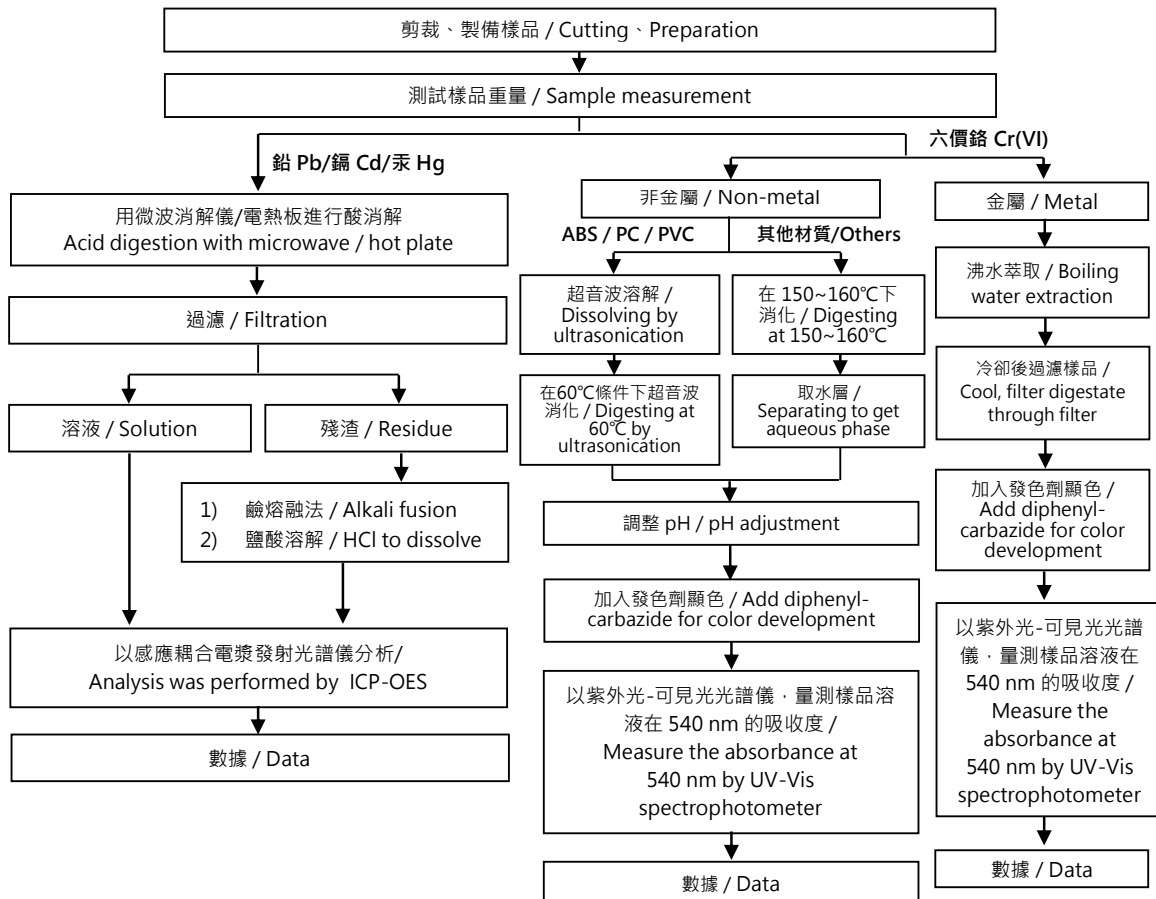 剪裁、製備樣品 / Cutting、Preparation
測試樣品重量 / Sample measurement
鉛 Pb/鎘 Cd/汞 Hg
用微波消解儀/電熱板進行酸消解
Acid digestion with microwave / hot plate
過濾 / Filtration
溶液 / Solution
殘渣 / Residue
1) 鹼熔融法 / Alkali fusion
2) 鹽酸溶解 / HCl to dissolve
以感應耦合電漿發射光譜儀分析/
Analysis was performed by ICP-OES
數據 / Data
六價鉻 Cr(VI)
非金屬 / Non-metal
ABS / PC / PVC
超音波溶解 /
Dissolving by
ultrasonication
在60℃條件下超音波
消化 / Digesting at
60℃ by
ultrasonication
其他材質/Others
在 150~160℃下
消化 / Digesting
at 150~160℃
取水層 /
Separating to get
aqueous phase
調整 pH / pH adjustment
加入發色劑顯色 / Add diphenyl-
carbazide for color development
以紫外光-可見光光譜儀，量測樣品溶
液在 540 nm 的吸收度 /
Measure the absorbance at
540 nm by UV-Vis
spectrophotometer
數據 / Data
金屬 / Metal
沸水萃取 / Boiling
water extraction
冷卻後過濾樣品 /
Cool, filter digestate
through filter
加入發色劑顯色 /
Add diphenyl-
carbazide for color
development
以紫外光-可見光光譜
儀，量測樣品溶液在
540 nm 的吸收度 /
Measure the
absorbance at
540 nm by UV-Vis
spectrophotometer
數據 / Data